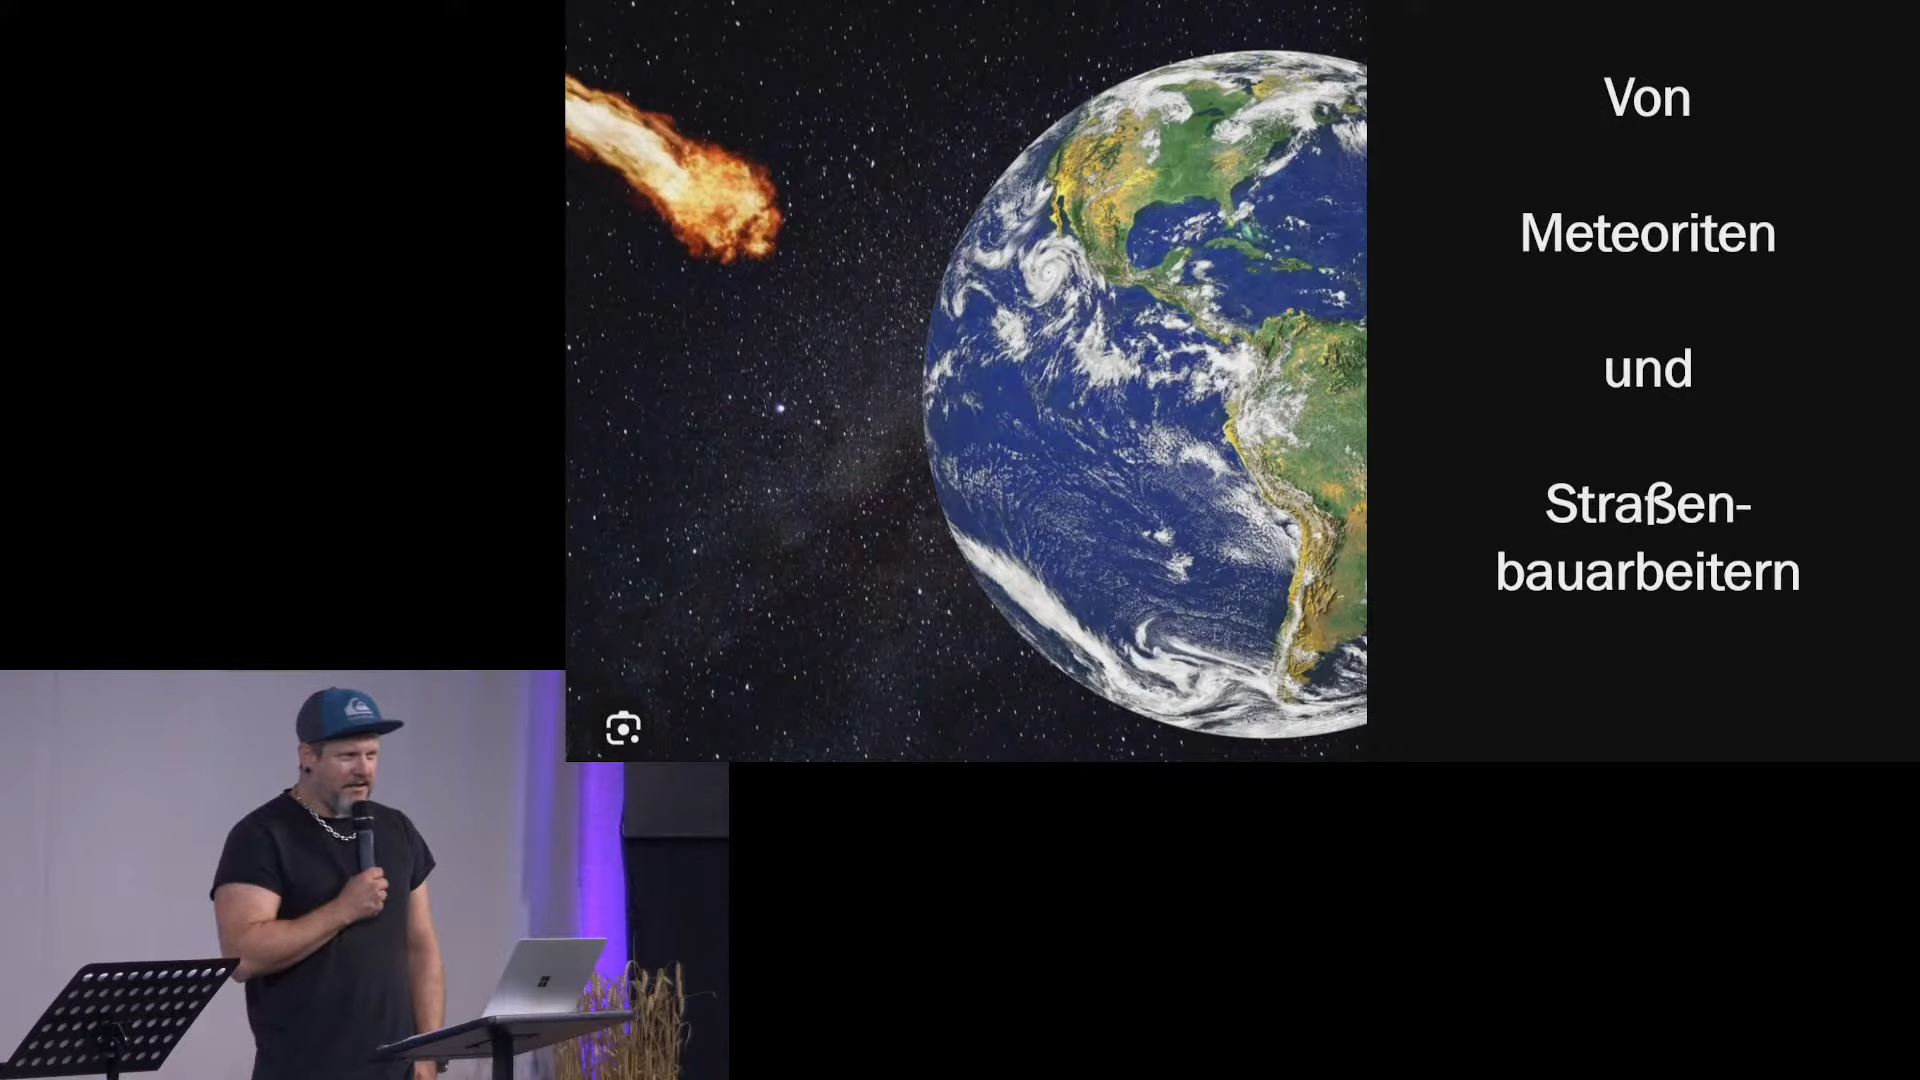 Von
Meteoriten
und
Straßen-
bauarbeitern